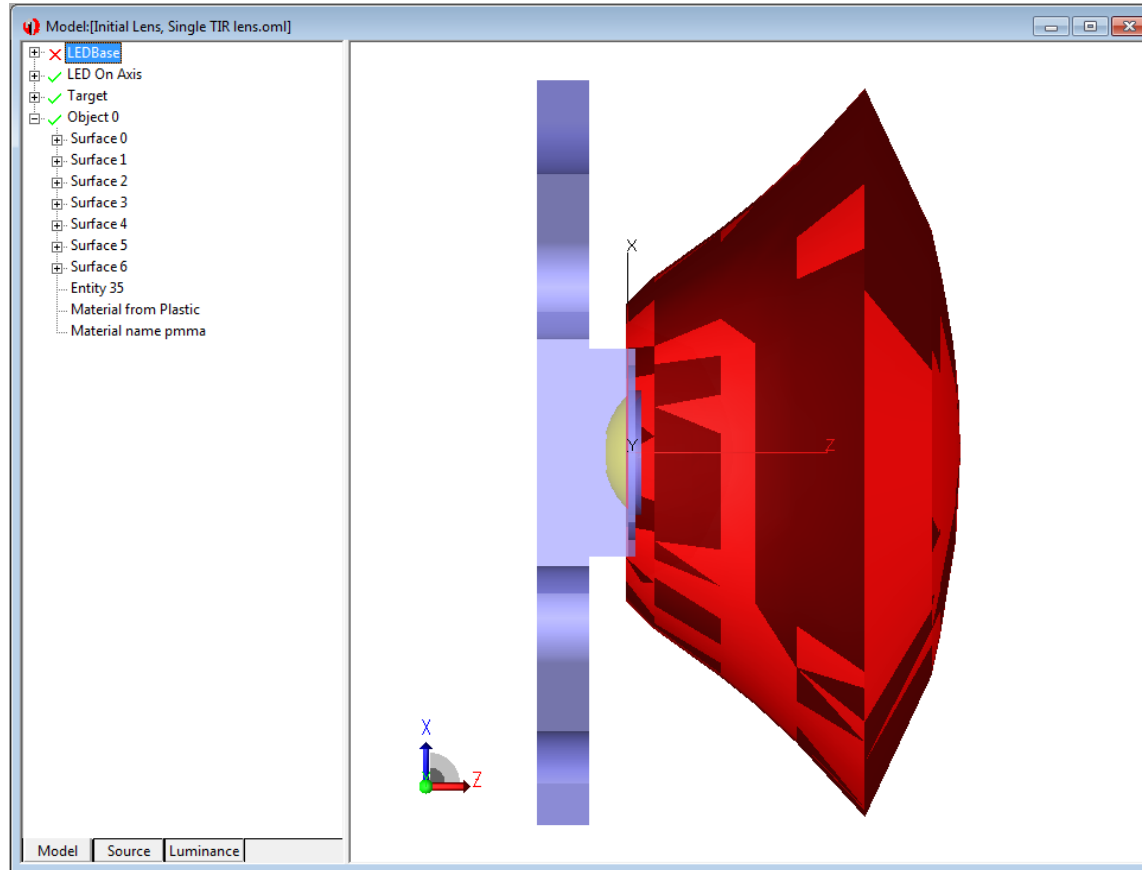 Model:[Initial Lens, Single TIR lens.oml]
LEDBase
LED On Axis
Target
Object 0
Surface 0
Surface 1
Surface 2
Surface 3
Surface 4
Surface 5
Surface 6
Entity 35
Material from Plastic
Material name pmma
X
Y
Z
X
Z
Model Source Luminance